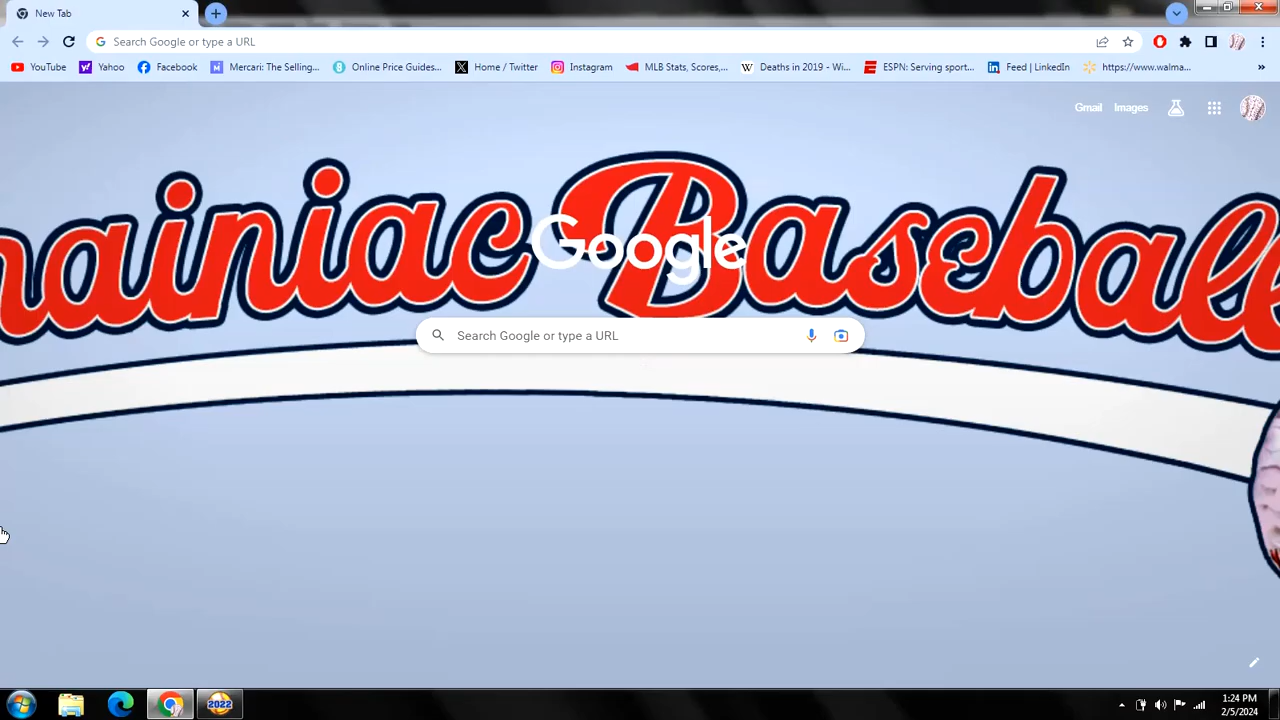 New Tab
Search Google or type a URL
YouTube Yahoo Facebook Mercari: The Selling... Online Price Guides... Home / Twitter Instagram MLB Stats, Scores,... Deaths in 2019 - Wi... ESPN: Serving sport... Feed | LinkedIn https://www.walma... »
Gmail Images
ainiac Baseball
Google
Search Google or type a URL
2022
1:24 PM
2/5/2024